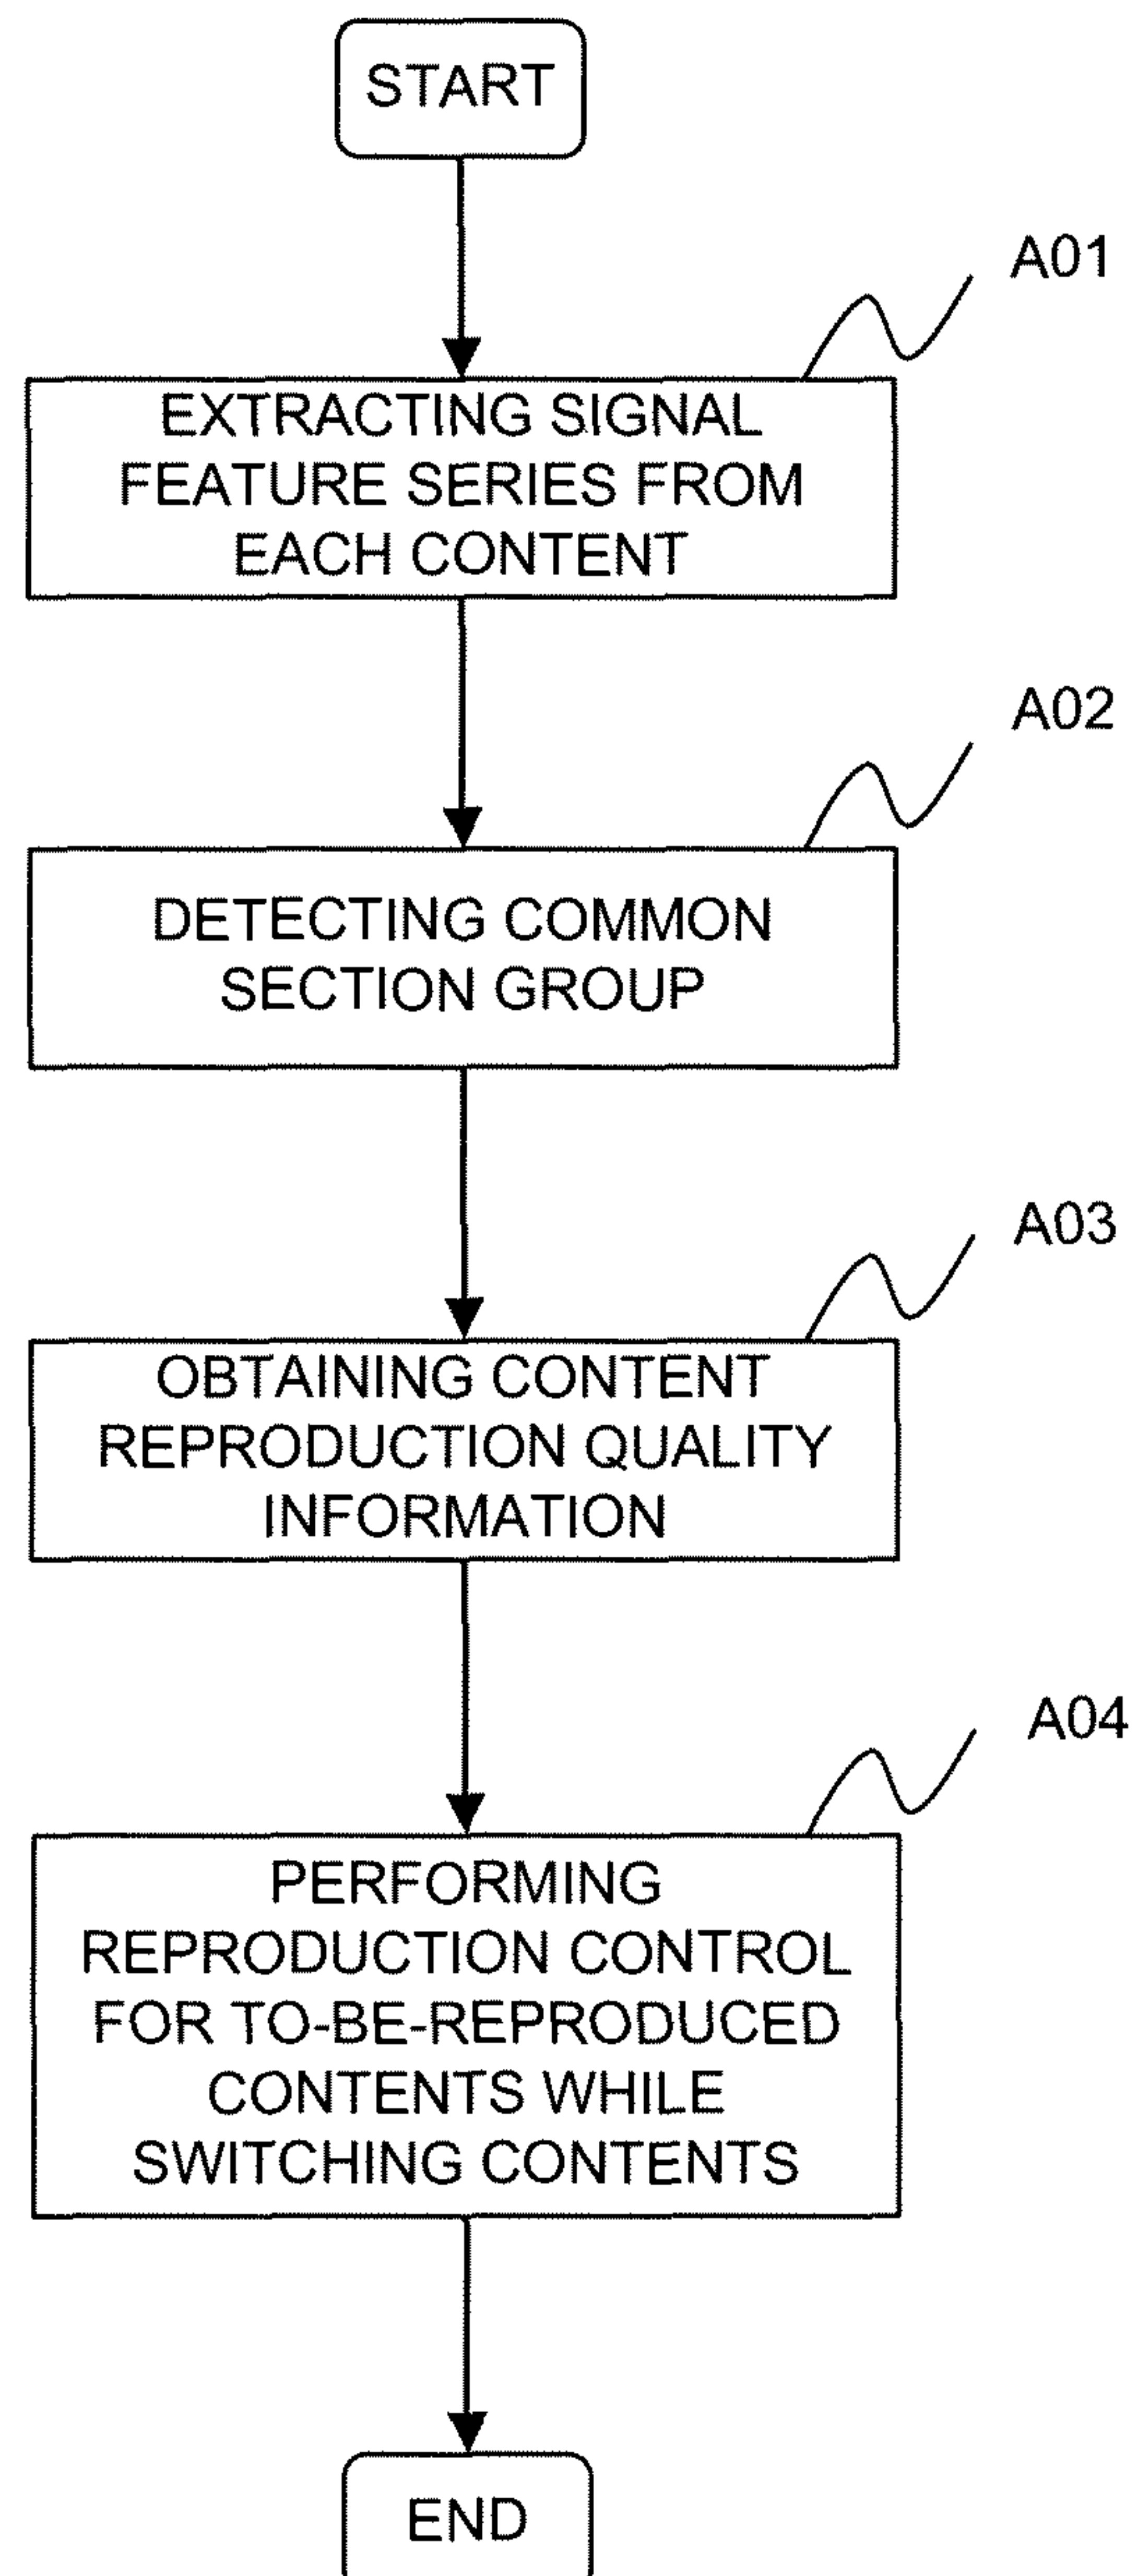 START
A01
EXTRACTING SIGNAL
FEATURE SERIES FROM
EACH CONTENT
A02
DETECTING COMMON
SECTION GROUP
A03
OBTAINING CONTENT
REPRODUCTION QUALITY
INFORMATION
A04
PERFORMING
REPRODUCTION CONTROL
FOR TO-BE-REPRODUCED
CONTENTS WHILE
SWITCHING CONTENTS
END